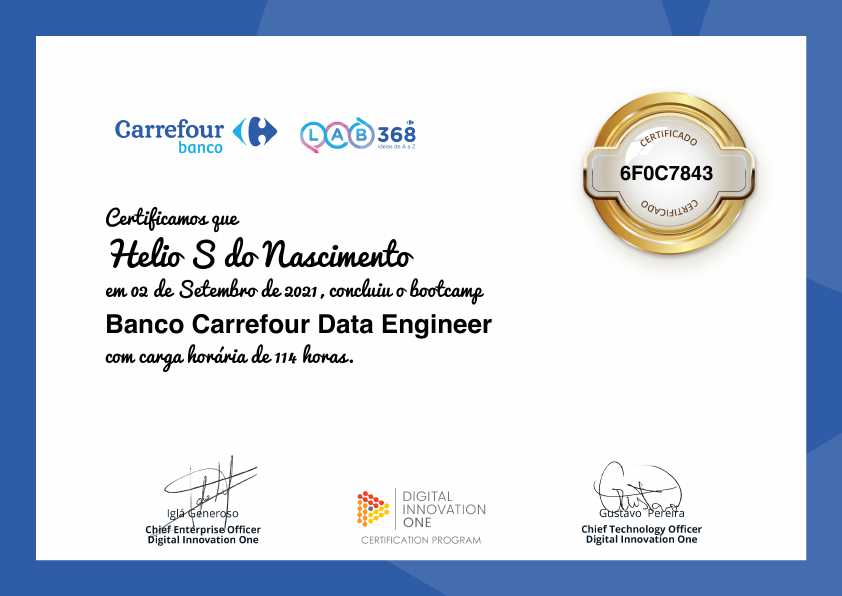 Carrefour
banco
LAB368
ideias de A a Z
CERTIFICADO
6F0C7843
CERTIFICADO
Certificamos que
Helio S do Nascimento
em 02 de Setembro de 2021, concluiu o bootcamp
Banco Carrefour Data Engineer
com carga horária de 114 horas.
Iglá Generoso
Chief Enterprise Officer
Digital Innovation One
DIGITAL
INNOVATION
ONE
CERTIFICATION PROGRAM
Gustavo Pereira
Chief Technology Officer
Digital Innovation One